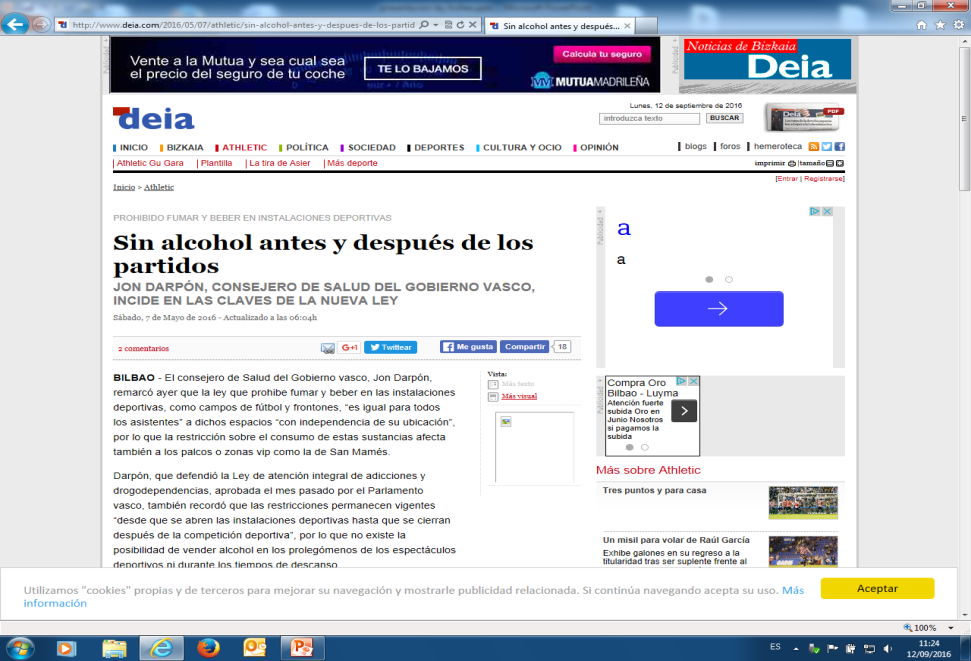 http://www.deia.com/2016/05/07/athletic/sin-alcohol-antes-y-despues-de-los-partid
Sin alcohol antes y después...
Vente a la Mutua y sea cual sea
el precio del seguro de tu coche
TE LO BAJAMOS
Calcula tu seguro
MUTUAMADRILEÑA
Publicidad
Noticias de Bizkaia
Deia
deia
Lunes, 12 de septiembre de 2016
introduzca texto
BUSCAR
PDF
INICIO
BIZKAIA
ATHLETIC
POLÍTICA
SOCIEDAD
DEPORTES
CULTURA Y OCIO
OPINIÓN
blogs
foros
hemeroteca
Athletic Gu Gara
Plantilla
La tira de Asier
Más deporte
imprimir
tamaño
[Entrar | Registrarse]
Inicio > Athletic
PROHIBIDO FUMAR Y BEBER EN INSTALACIONES DEPORTIVAS
Sin alcohol antes y después de los
partidos
JON DARPÓN, CONSEJERO DE SALUD DEL GOBIERNO VASCO,
INCIDE EN LAS CLAVES DE LA NUEVA LEY
Sábado, 7 de Mayo de 2016 - Actualizado a las 06:04h
2 comentarios
G+1
Twittear
Me gusta
Compartir
18
BILBAO - El consejero de Salud del Gobierno vasco, Jon Darpón,
remarcó ayer que la ley que prohibe fumar y beber en las instalaciones
deportivas, como campos de fútbol y frontones, “es igual para todos
los asistentes” a dichos espacios “con independencia de su ubicación”,
por lo que la restricción sobre el consumo de estas sustancias afecta
también a los palcos o zonas vip como la de San Mamés.
Darpón, que defendió la Ley de atención integral de adicciones y
drogodependencias, aprobada el mes pasado por el Parlamento
vasco, también recordó que las restricciones permanecen vigentes
“desde que se abren las instalaciones deportivas hasta que se cierran
después de la competición deportiva”, por lo que no existe la
posibilidad de vender alcohol en los prolegómenos de los espectáculos
deportivos ni durante los tiempos de descanso.
Vista:
Más texto
Más visual
Publicidad
a
a
Publicidad
Compra Oro
Bilbao - Luyma
Atención fuerte
subida Oro en
Junio Nosotros
si pagamos la
subida
Más sobre Athletic
Tres puntos y para casa
Un misil para volar de Raúl García
Exhibe galones en su regreso a la
titularidad tras ser suplente frente al
Utilizamos "cookies" propias y de terceros para mejorar su navegación y mostrarle publicidad relacionada. Si continúa navegando acepta su uso. Más
información
Aceptar
100%
ES
11:24
12/09/2016